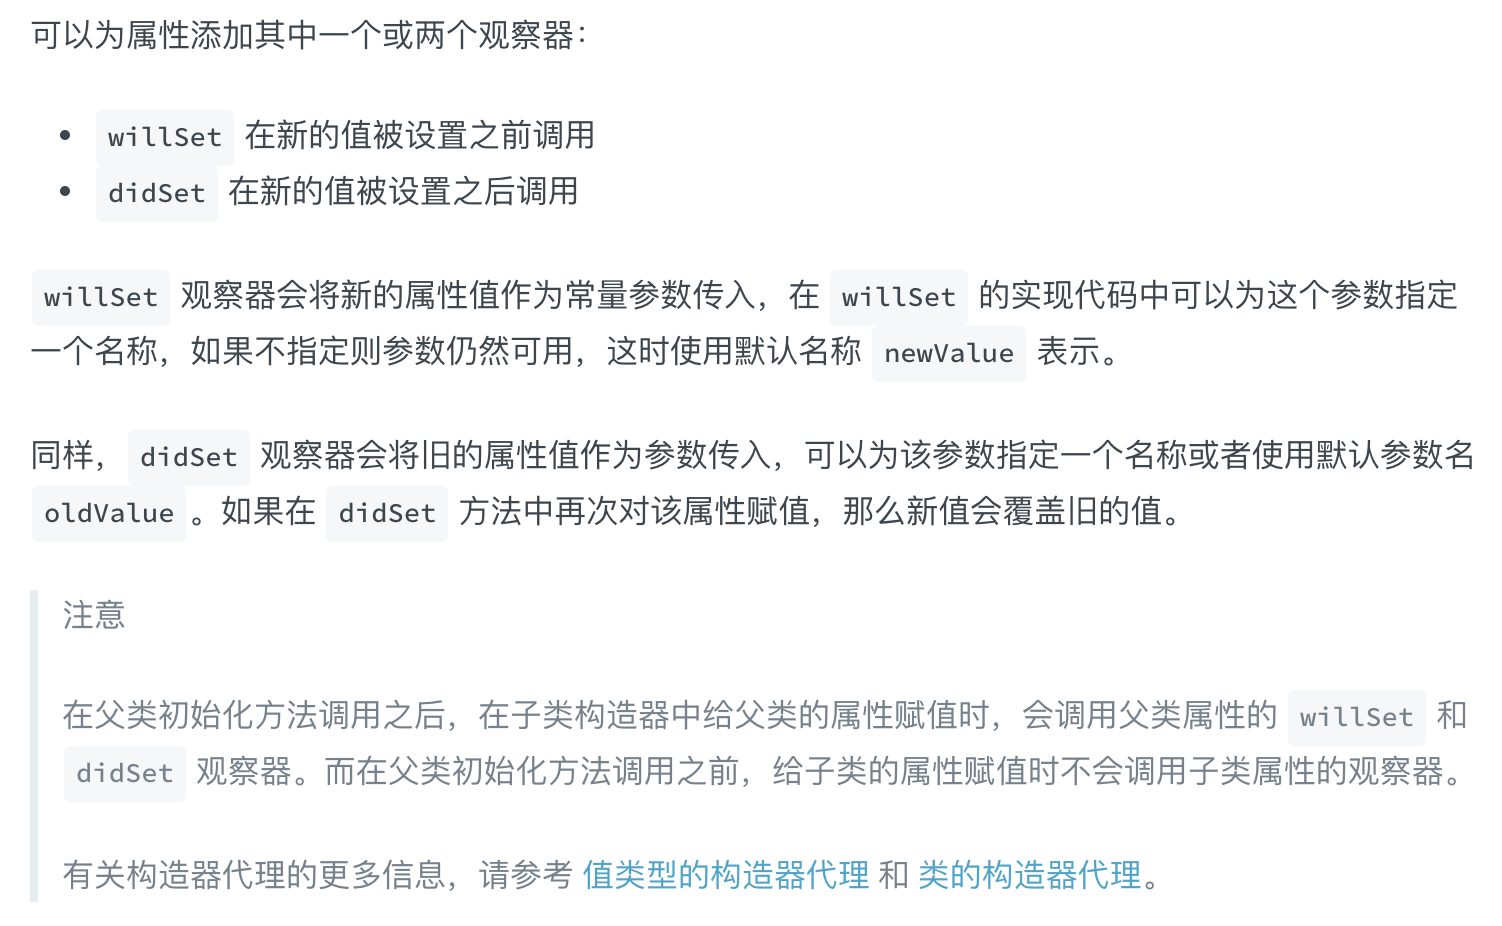 可以为属性添加其中一个或两个观察器：
• willSet 在新的值被设置之前调用
• didSet 在新的值被设置之后调用
willSet 观察器会将新的属性值作为常量参数传入，在 willSet 的实现代码中可以为这个参数指定
一个名称，如果不指定则参数仍然可用，这时使用默认名称 newValue 表示。
同样，didSet 观察器会将旧的属性值作为参数传入，可以为该参数指定一个名称或者使用默认参数名
oldValue 。如果在 didSet 方法中再次对该属性赋值，那么新值会覆盖旧的值。
注意
在父类初始化方法调用之后，在子类构造器中给父类的属性赋值时，会调用父类属性的 willSet 和
didSet 观察器。而在父类初始化方法调用之前，给子类的属性赋值时不会调用子类属性的观察器。
有关构造器代理的更多信息，请参考 值类型的构造器代理 和 类的构造器代理。